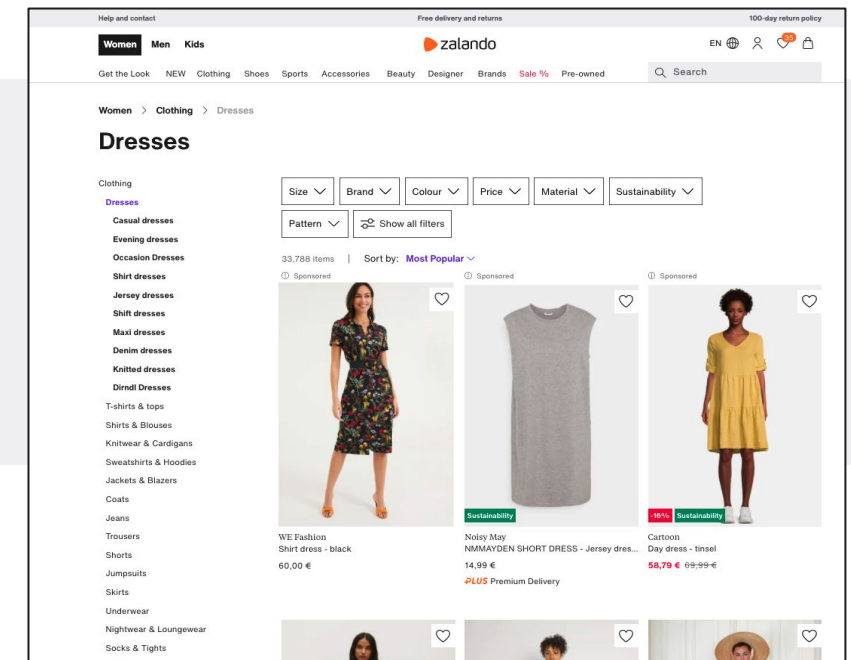 Help and contact Free delivery and returns 100-day return policy
Women Men Kids zalando EN 35
Get the Look NEW Clothing Shoes Sports Accessories Beauty Designer Brands Sale % Pre-owned Search
Women > Clothing > Dresses
Dresses
Clothing
Dresses
Casual dresses
Evening dresses
Occasion Dresses
Shirt dresses
Jersey dresses
Shift dresses
Maxi dresses
Denim dresses
Knitted dresses
Dirndl Dresses
T-shirts & tops
Shirts & Blouses
Knitwear & Cardigans
Sweatshirts & Hoodies
Jackets & Blazers
Coats
Jeans
Trousers
Shorts
Jumpsuits
Skirts
Underwear
Nightwear & Loungewear
Socks & Tights
Size Brand Colour Price Material Sustainability
Pattern Show all filters
33,788 items | Sort by: Most Popular
Sponsored Sponsored Sponsored
Sustainability -16% Sustainability
WE Fashion Noisy May Cartoon
Shirt dress - black NMMAYDEN SHORT DRESS - Jersey dres... Day dress - tinsel
60,00 € 14,99 € 58,79 € 69,99 €
PLUS Premium Delivery